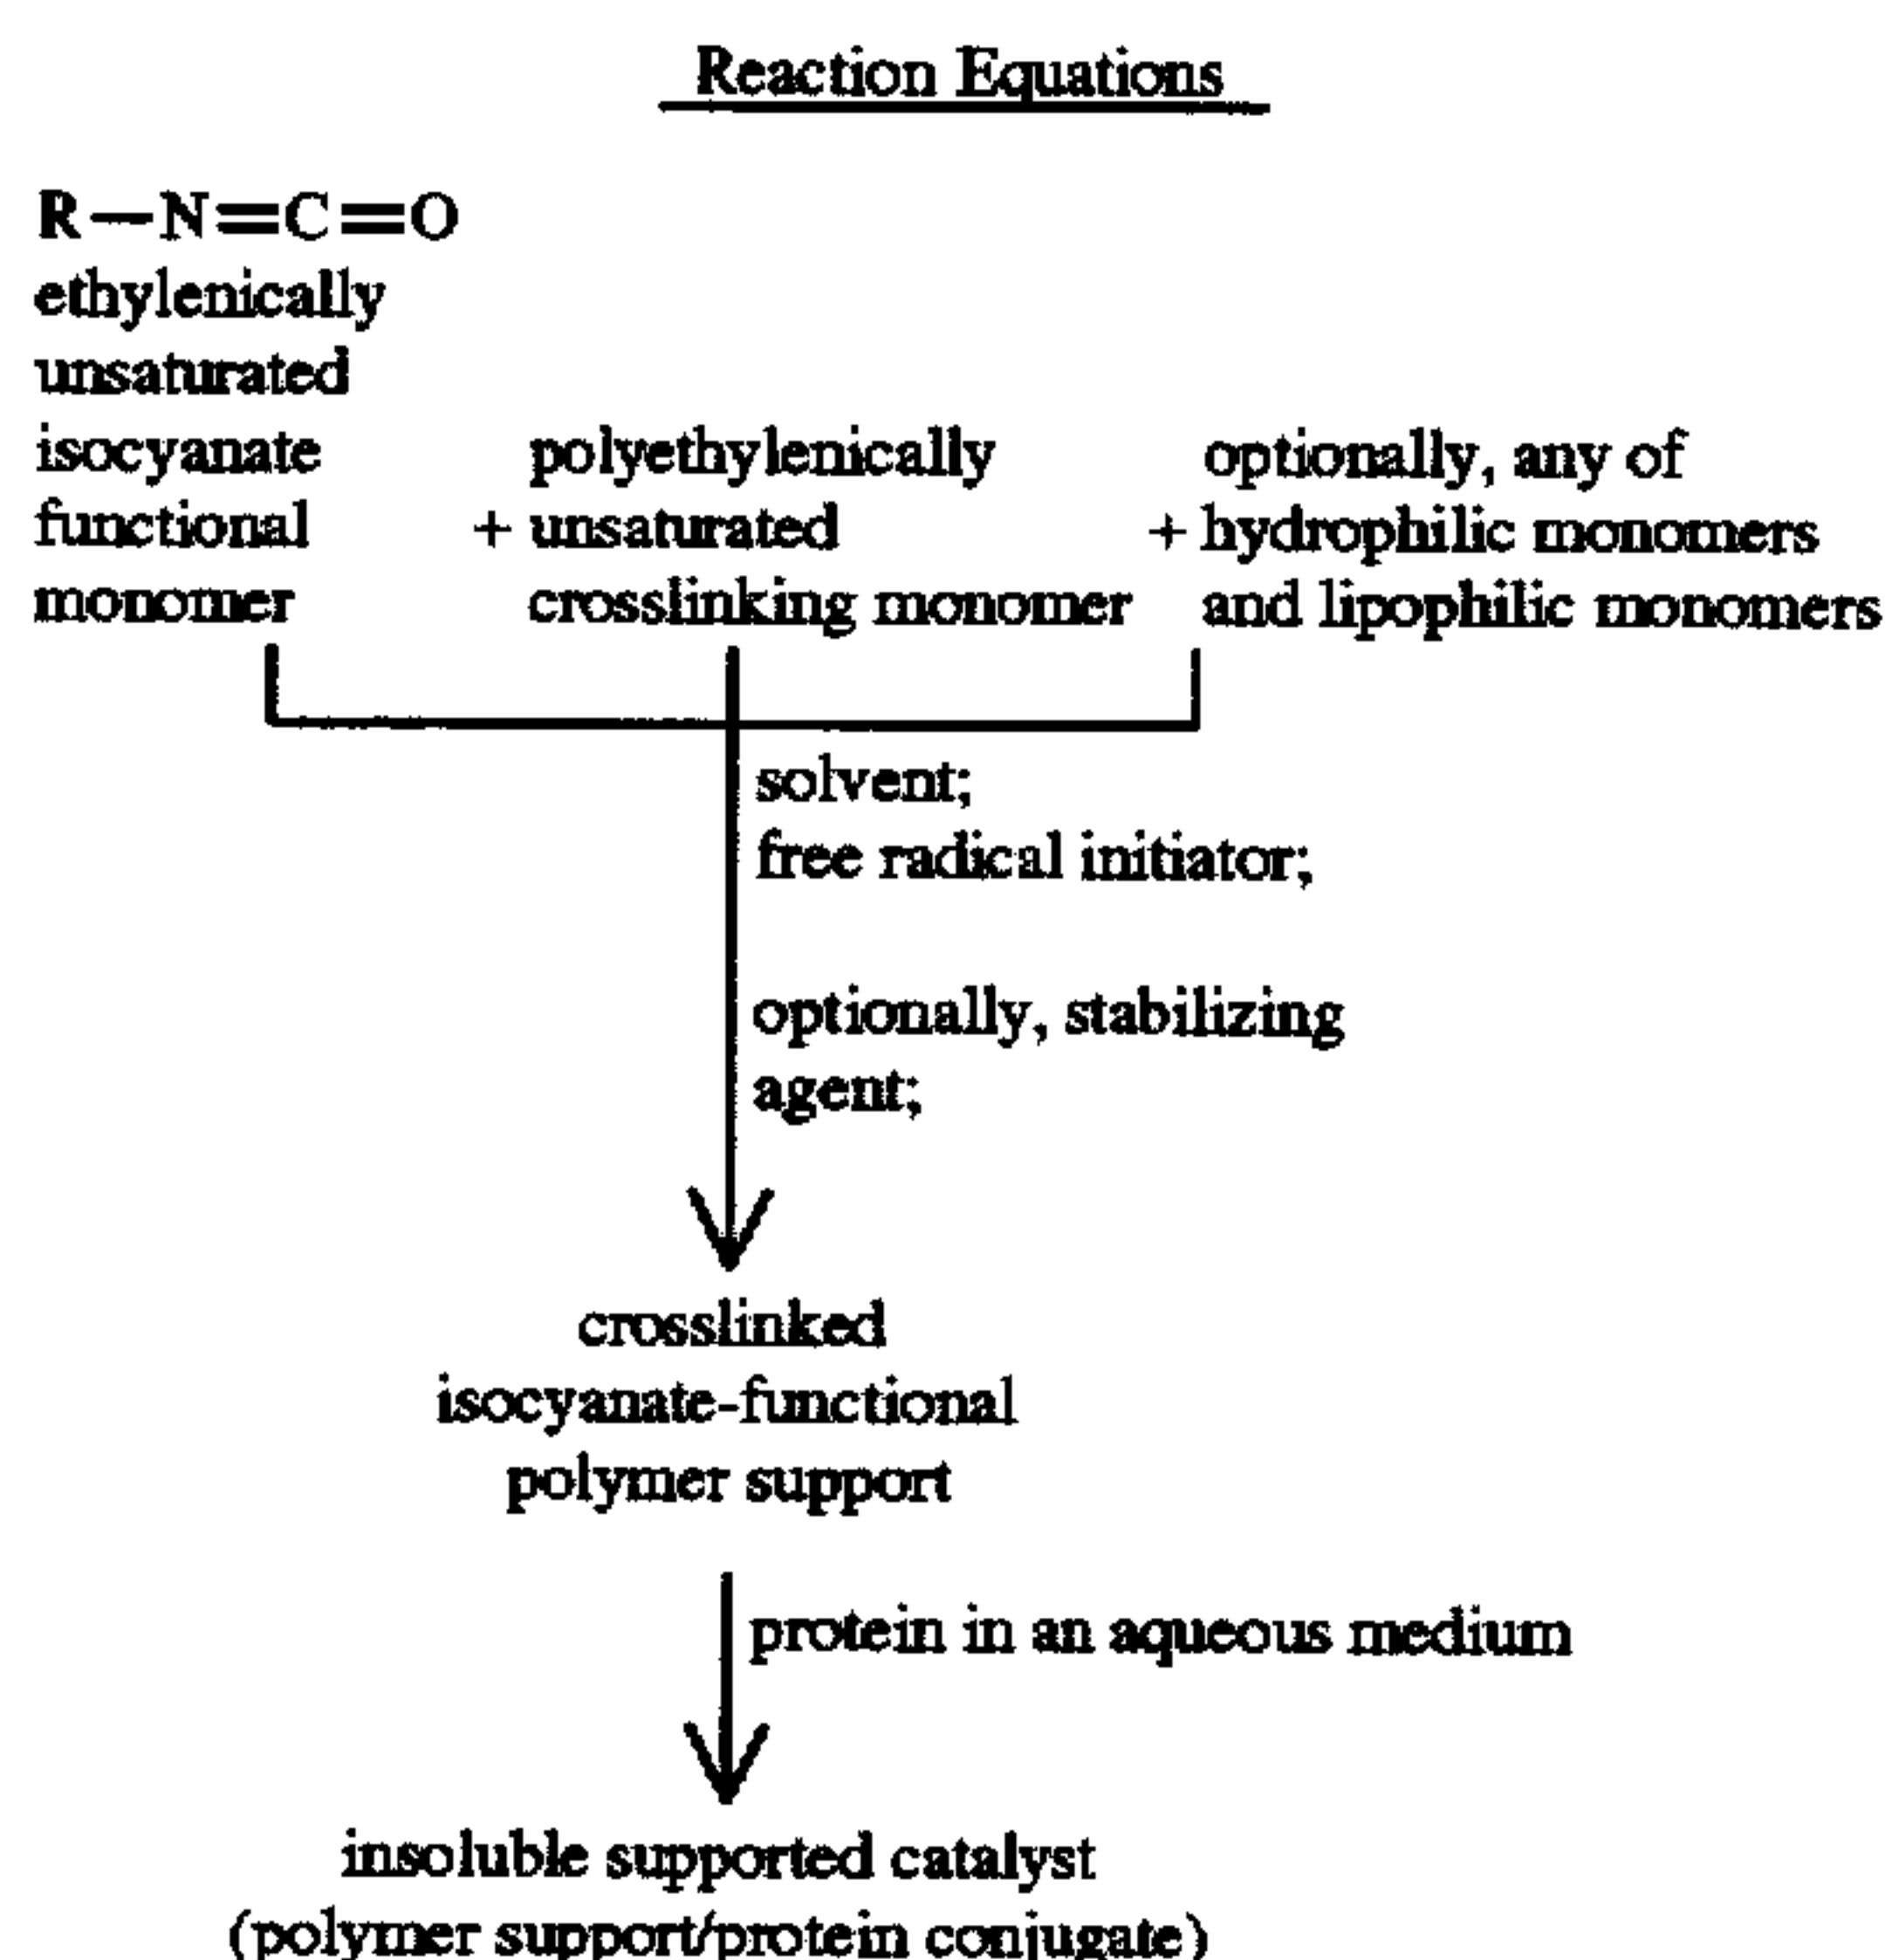 Reaction Equations
R—N=C=O
ethylenically
unsaturated
isocyanate
functional
monomer
polyethylenically
+ unsaturated
crosslinking monomer
optionally, any of
+ hydrophilic monomers
and lipophilic monomers
solvent;
free radical initiator;
optionally, stabilizing
agent;
crosslinked
isocyanate-functional
polymer support
protein in an aqueous medium
insoluble supported catalyst
(polymer support/protein conjugate)